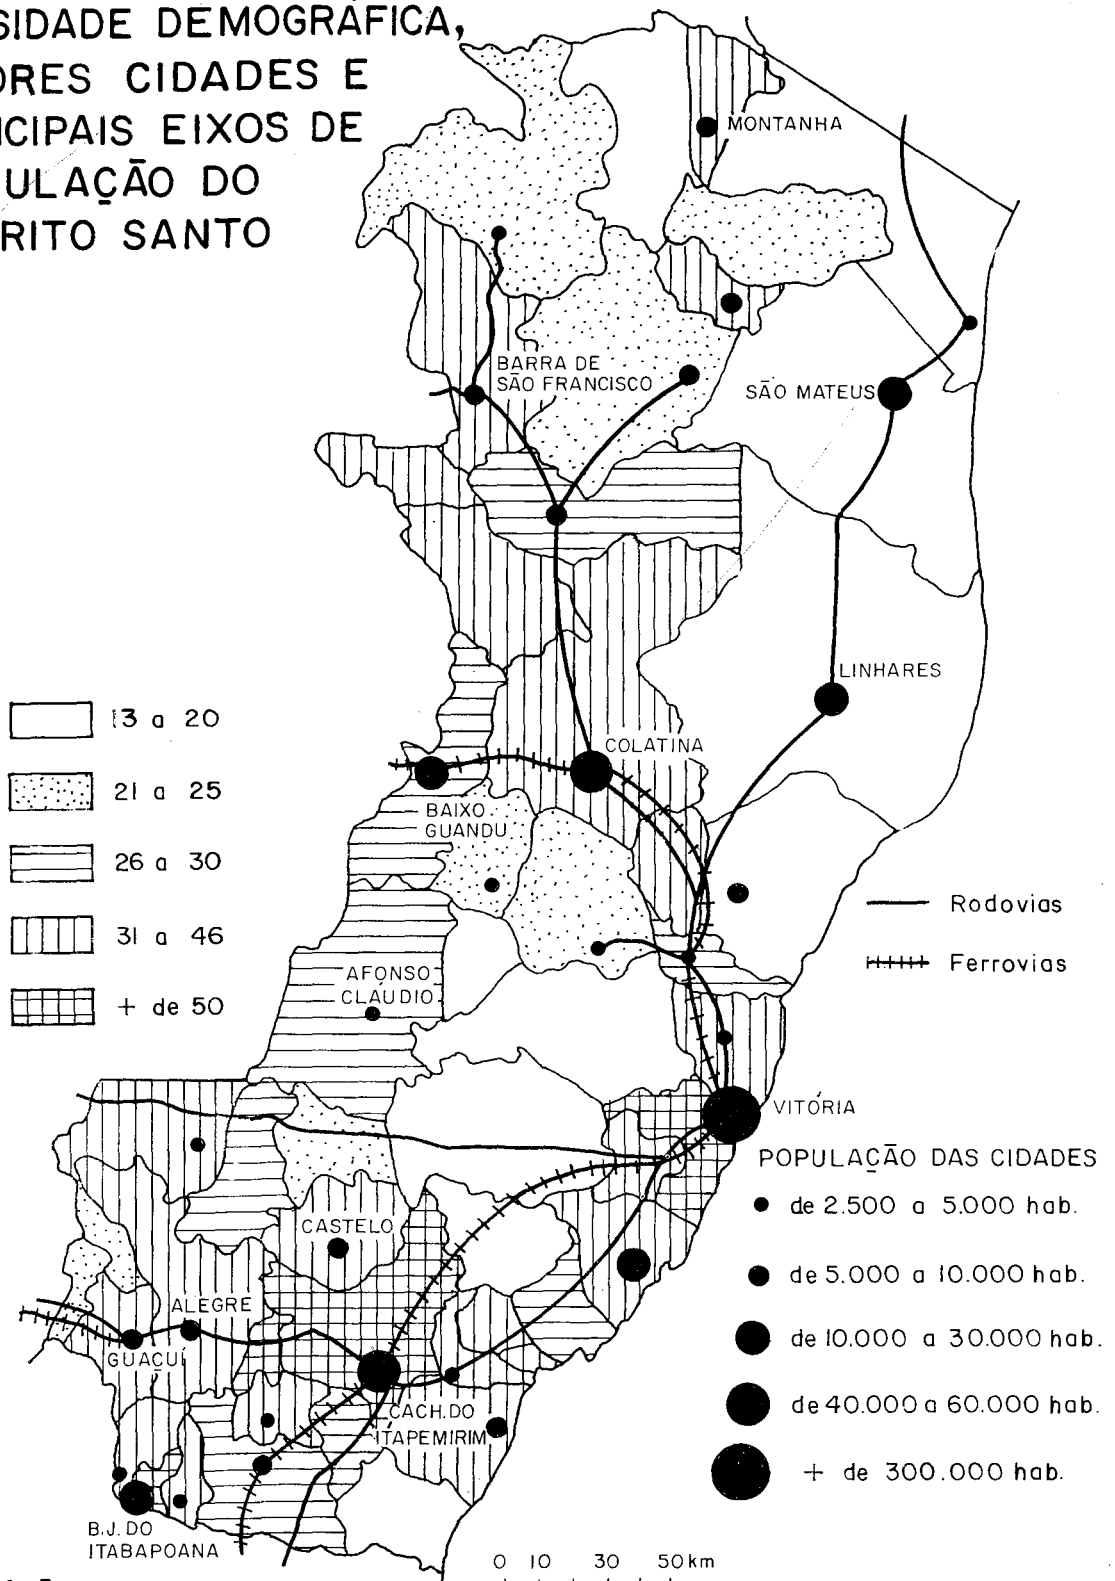 SIDADE DEMOGRÁFICA,
ORES CIDADES E
NCIPAIS EIXOS DE
ULAÇÃO DO
RITO SANTO
MONTANHA
BARRA DE
SÃO FRANCISCO
SÃO MATEUS
LINHARES
COLATINA
BAIXO
GUANDU
AFONSO
CLÁUDIO
VITÓRIA
CASTELO
ALEGRE
GUAÇUÍ
CACH. DO
ITAPEMIRIM
B.J. DO
ITABAPOANA
13 a 20
21 a 25
26 a 30
31 a 46
+ de 50
Rodovias
Ferrovias
POPULAÇÃO DAS CIDADES
de 2.500 a 5.000 hab.
de 5.000 a 10.000 hab.
de 10.000 a 30.000 hab.
de 40.000 a 60.000 hab.
+ de 300.000 hab.
0 10 30 50km